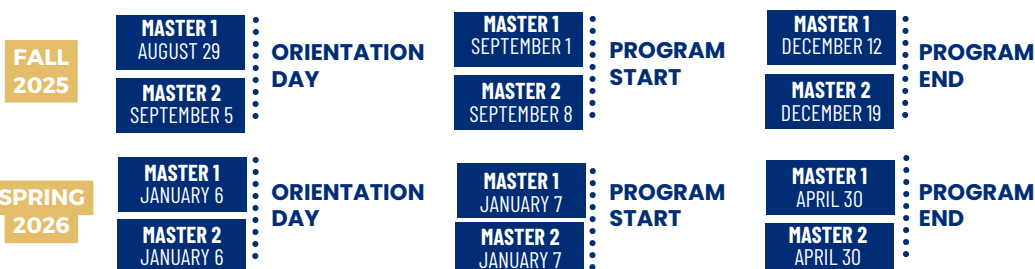 FALL
2025
MASTER 1
AUGUST 29
MASTER 2
SEPTEMBER 5
ORIENTATION
DAY
MASTER 1
SEPTEMBER 1
MASTER 2
SEPTEMBER 8
PROGRAM
START
MASTER 1
DECEMBER 12
MASTER 2
DECEMBER 19
PROGRAM
END
SPRING
2026
MASTER 1
JANUARY 6
MASTER 2
JANUARY 6
ORIENTATION
DAY
MASTER 1
JANUARY 7
MASTER 2
JANUARY 7
PROGRAM
START
MASTER 1
APRIL 30
MASTER 2
APRIL 30
PROGRAM
END